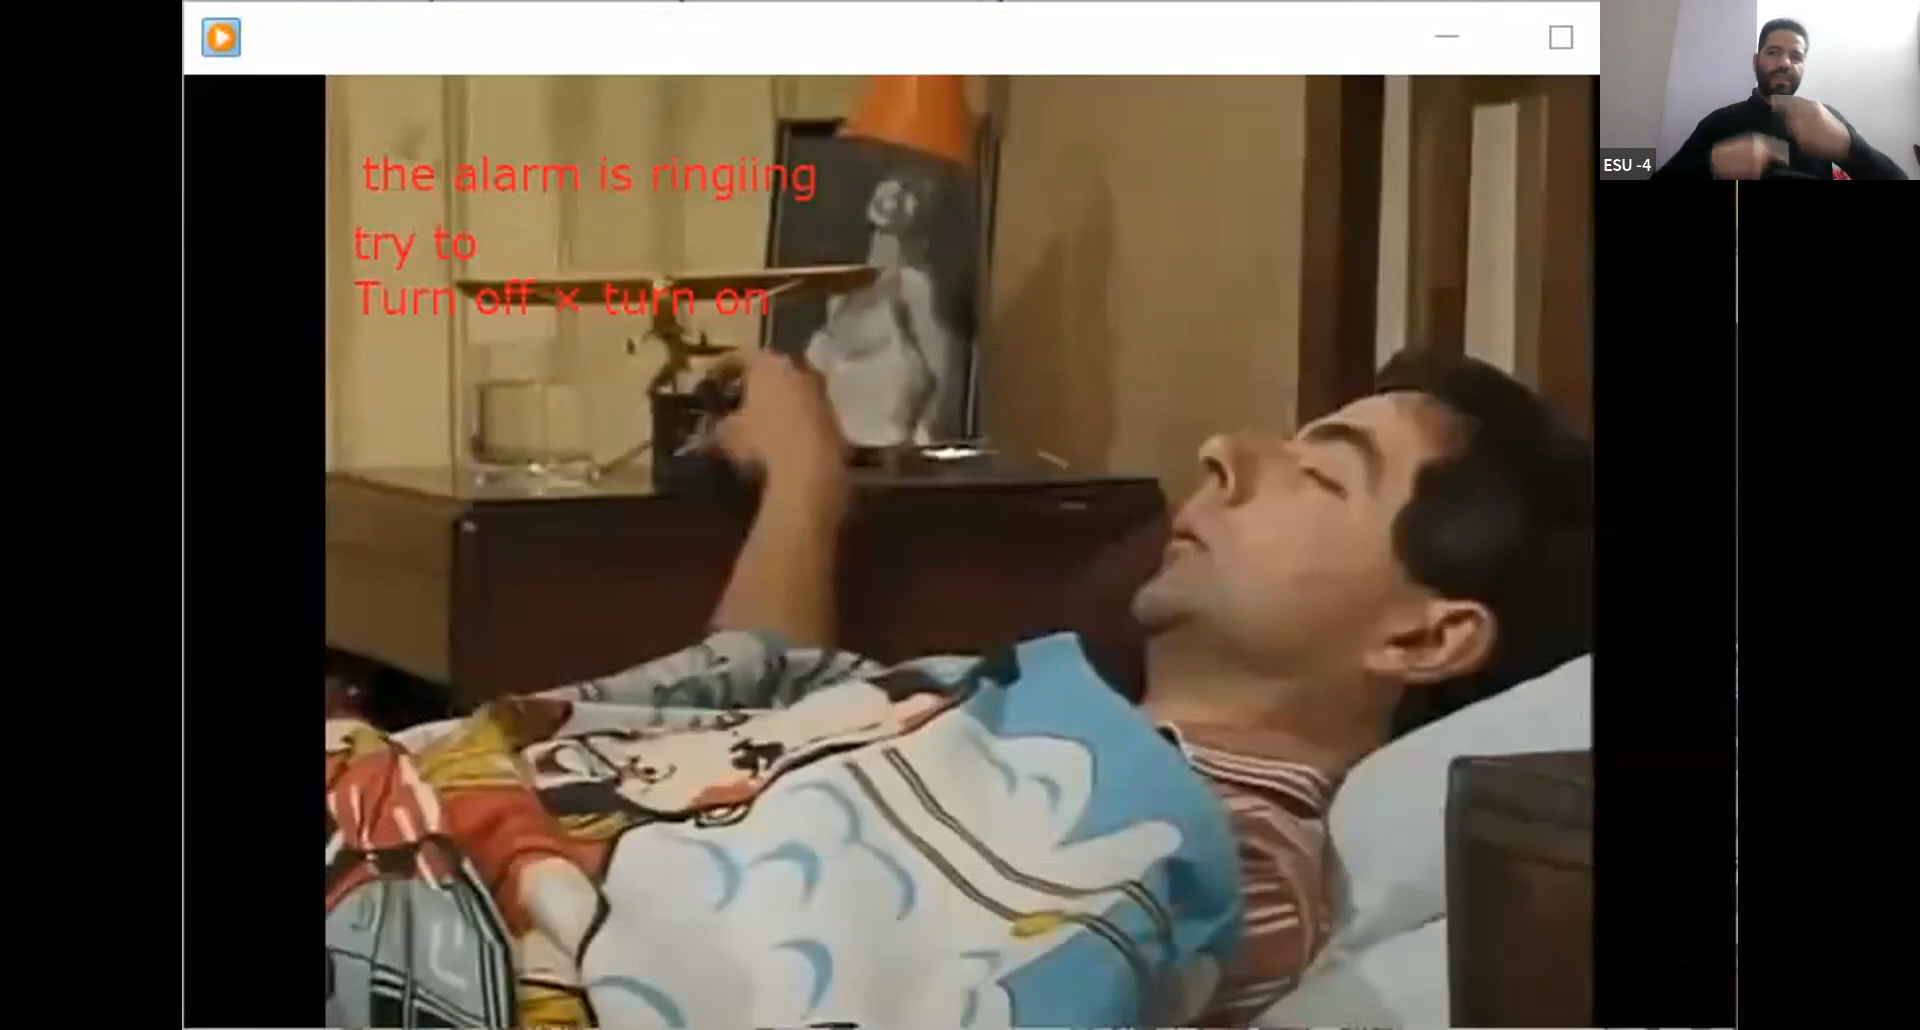 the alarm is ringiing
try to
Turn off × turn on
ESU -4